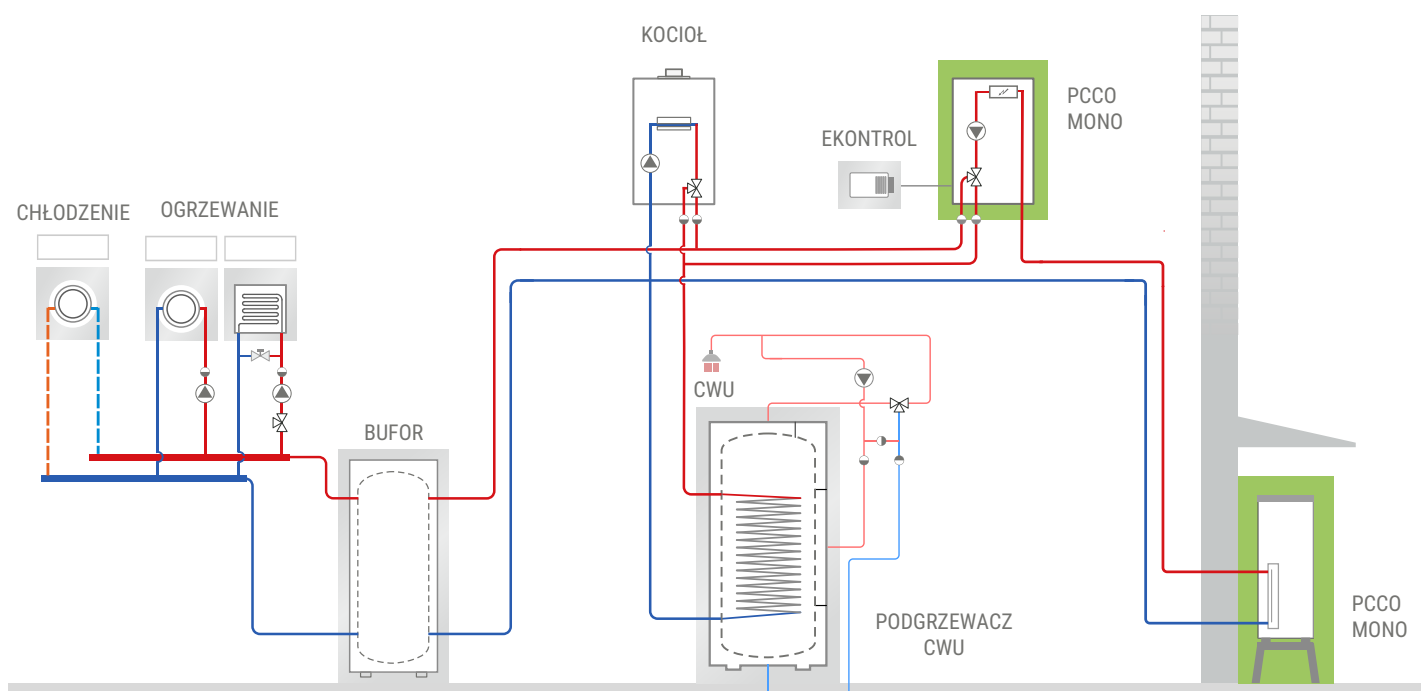 KOCIOŁ
PCCO
MONO
EKONTROL
CHŁODZENIE
OGRZEWANIE
CWU
BUFOR
PODGRZEWACZ
CWU
PCCO
MONO